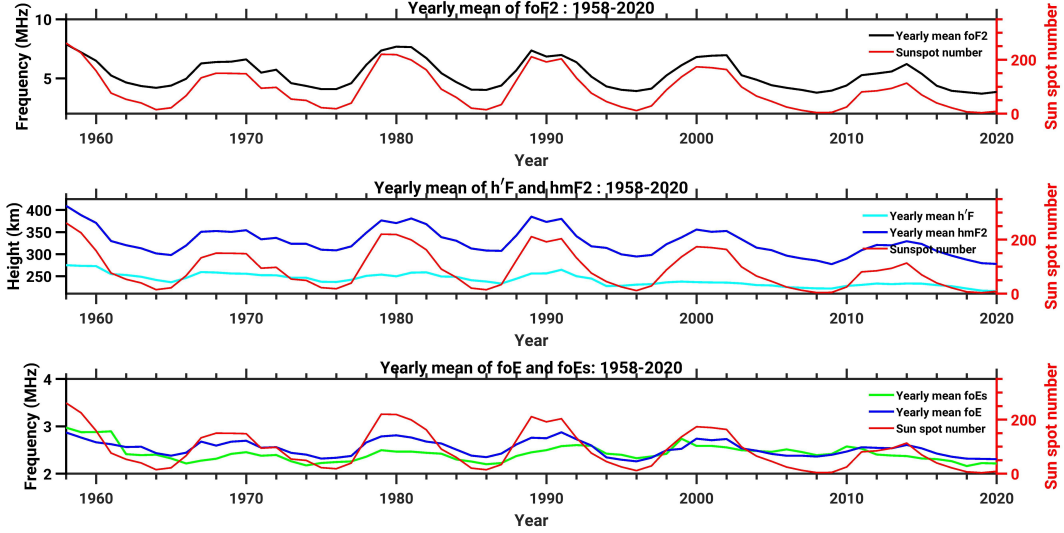 Yearly mean of foF2 : 1958-2020
Frequency (MHz)
10
5
Yearly mean foF2
Sunspot number
200
0
Sun spot number
1960 1970 1980 1990 2000 2010 2020
Year
Yearly mean of h'F and hmF2 : 1958-2020
Height (km)
400
350
300
250
Yearly mean h'F
Yearly mean hmF2
Sunspot number
200
0
Sun spot number
1960 1970 1980 1990 2000 2010 2020
Year
Yearly mean of foE and foEs: 1958-2020
Frequency (MHz)
4
3
2
Yearly mean foEs
Yearly mean foE
Sun spot number
200
0
Sun spot number
1960 1970 1980 1990 2000 2010 2020
Year